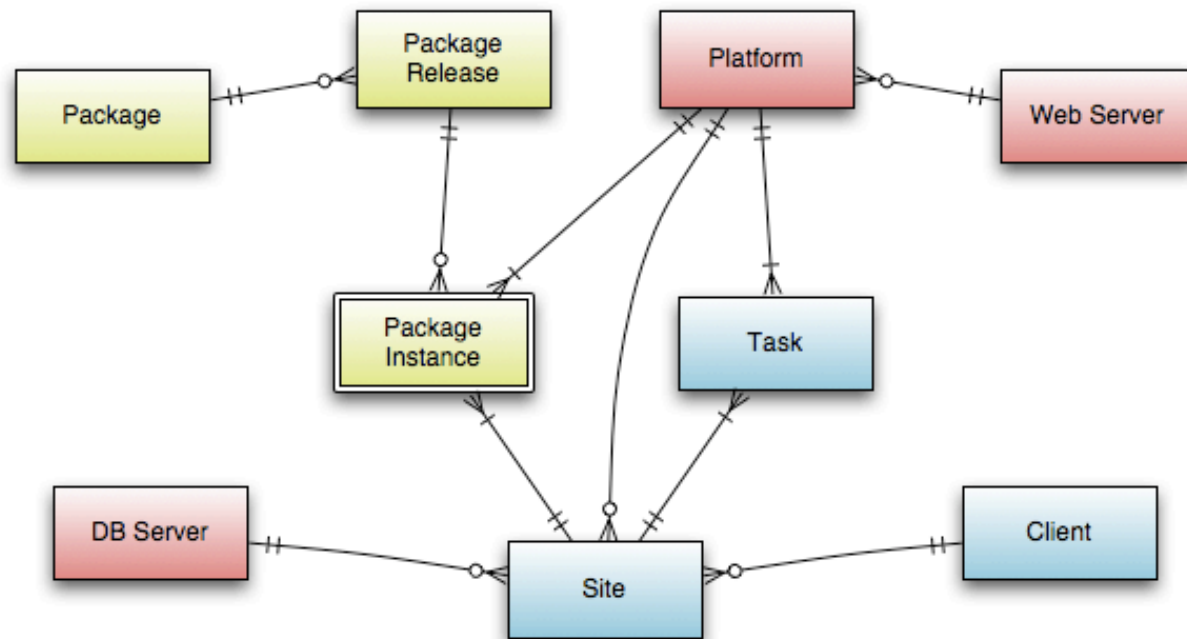 Package
Release
Platform
Package
Web Server
Package
Instance
Task
DB Server
Client
Site